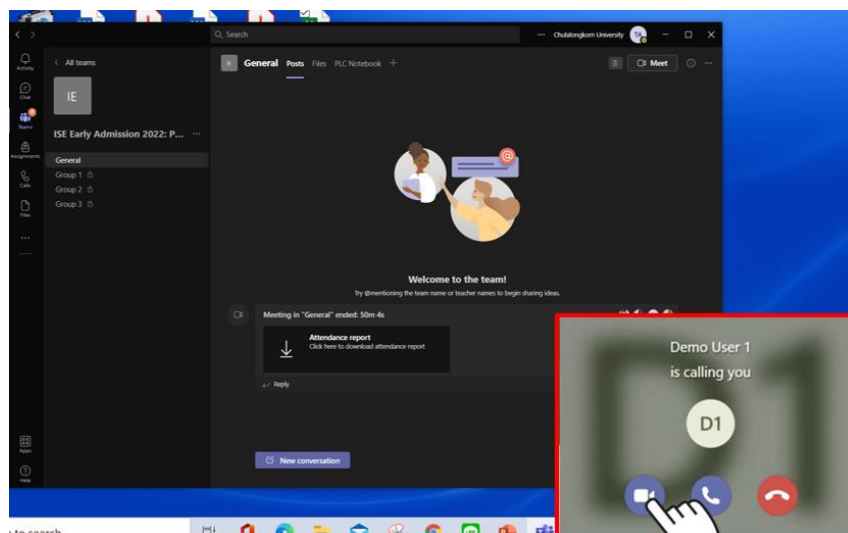 Search
Chulalongkorn University
TA
Activity
All teams
General Posts Files PLC Notebook +
Meet
Chat
IE
Teams
ISE Early Admission 2022: P...
Assignments
General
Calls
Group 1
Group 2
Files
Group 3
Welcome to the team!
Try @mentioning the team name or teacher names to begin sharing ideas.
Meeting in "General" ended: 50m 4s
Attendance report
Click here to download attendance report
Reply
New conversation
Apps
Help
Demo User 1
is calling you
D1
to search